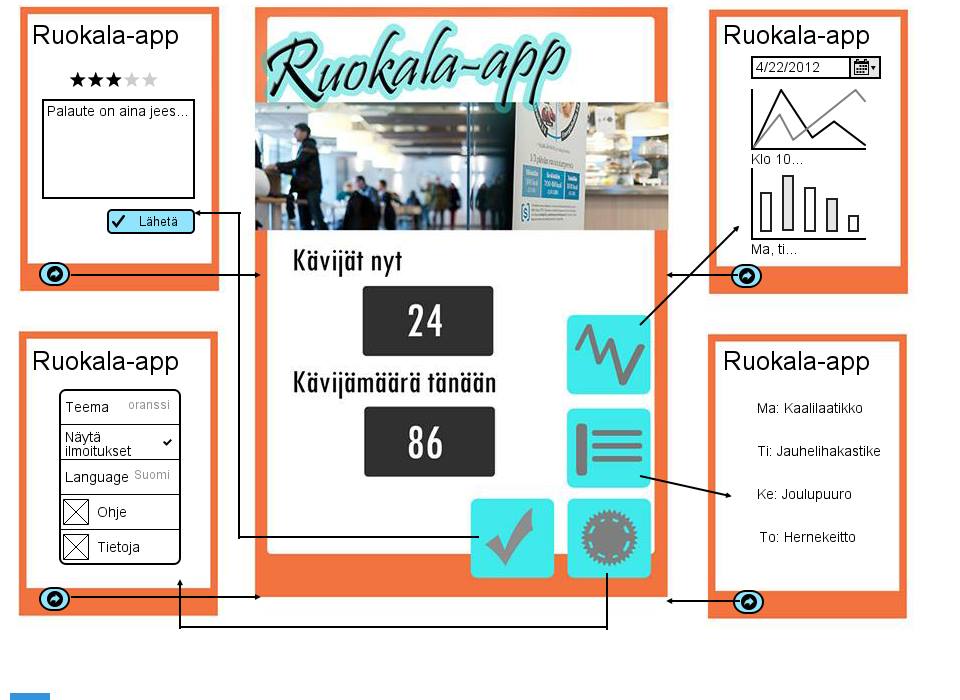 Ruokala-app
Palaute on aina jees...
Lähetä
Ruokala-app
Teema oranssi
Näytä
ilmoitukset
Language Suomi
Ohje
Tietoja
Ruokala-app
Kävijät nyt
24
Kävijämäärä tänään
86
Ruokala-app
4/22/2012
Klo 10...
Ma, ti...
Ruokala-app
Ma: Kaalilaatikko
Ti: Jauhelihakastike
Ke: Joulupuuro
To: Hernekeitto